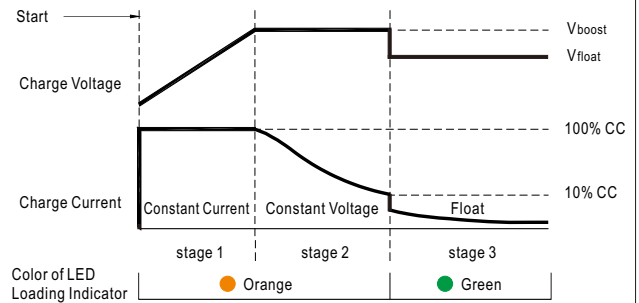 Start
Vboost
Vfloat
Charge Voltage
100% CC
10% CC
Charge Current
Constant Current
Constant Voltage
Float
stage 1
stage 2
stage 3
Color of LED
Loading Indicator
Orange
Green